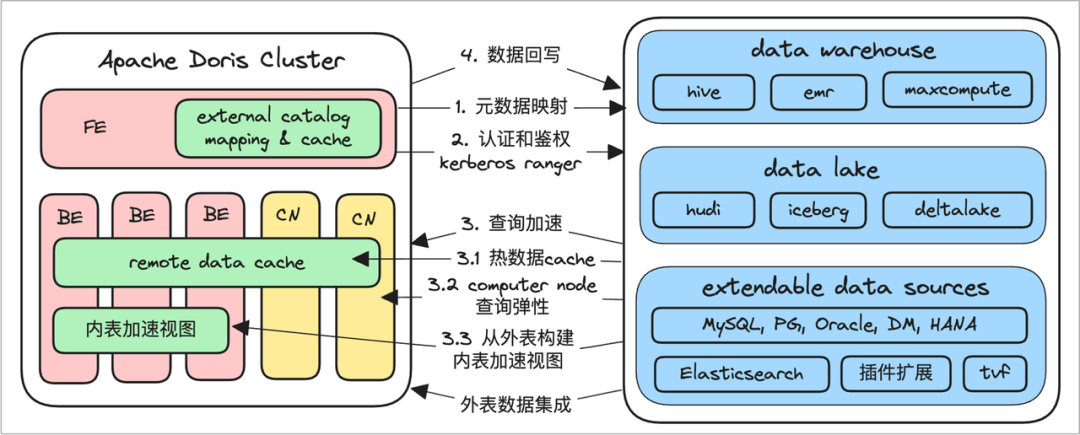 Apache Doris Cluster
FE
external catalog
mapping & cache
BE
BE
BE
CN
CN
remote data cache
内表加速视图
4. 数据回写
1. 元数据映射
2. 认证和鉴权
kerberos ranger
3. 查询加速
3.1 热数据cache
3.2 computer node
查询弹性
3.3 从外表构建
内表加速视图
外表数据集成
data warehouse
hive
emr
maxcompute
data lake
hudi
iceberg
deltalake
extendable data sources
MySQL, PG, Oracle, DM, HANA
Elasticsearch
插件扩展
tvf